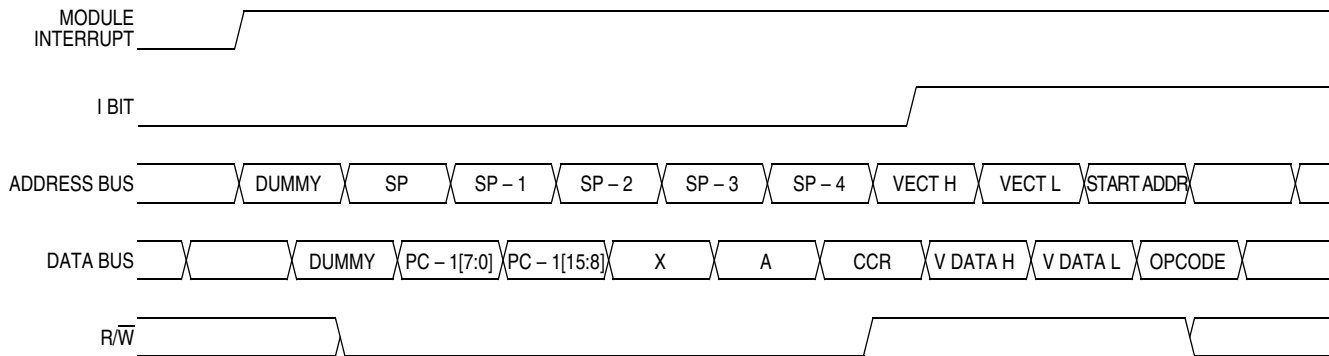 MODULE
INTERRUPT
I BIT
ADDRESS BUS DUMMY SP SP – 1 SP – 2 SP – 3 SP – 4 VECT H VECT L START ADDR
DATA BUS DUMMY PC – 1[7:0] PC – 1[15:8] X A CCR V DATA H V DATA L OPCODE
R/W̅